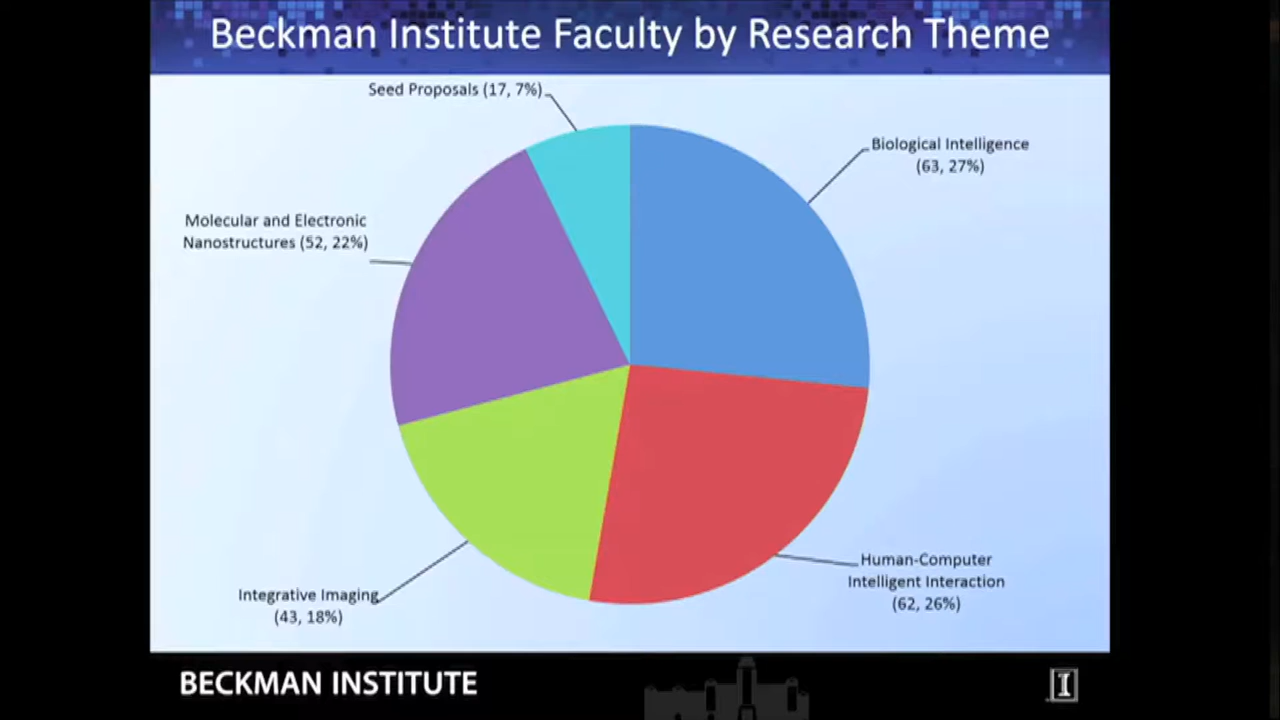 Beckman Institute Faculty by Research Theme
Seed Proposals (17, 7%)
Biological Intelligence
(63, 27%)
Molecular and Electronic
Nanostructures (52, 22%)
Human-Computer
Intelligent Interaction
(62, 26%)
Integrative Imaging
(43, 18%)
BECKMAN INSTITUTE
I